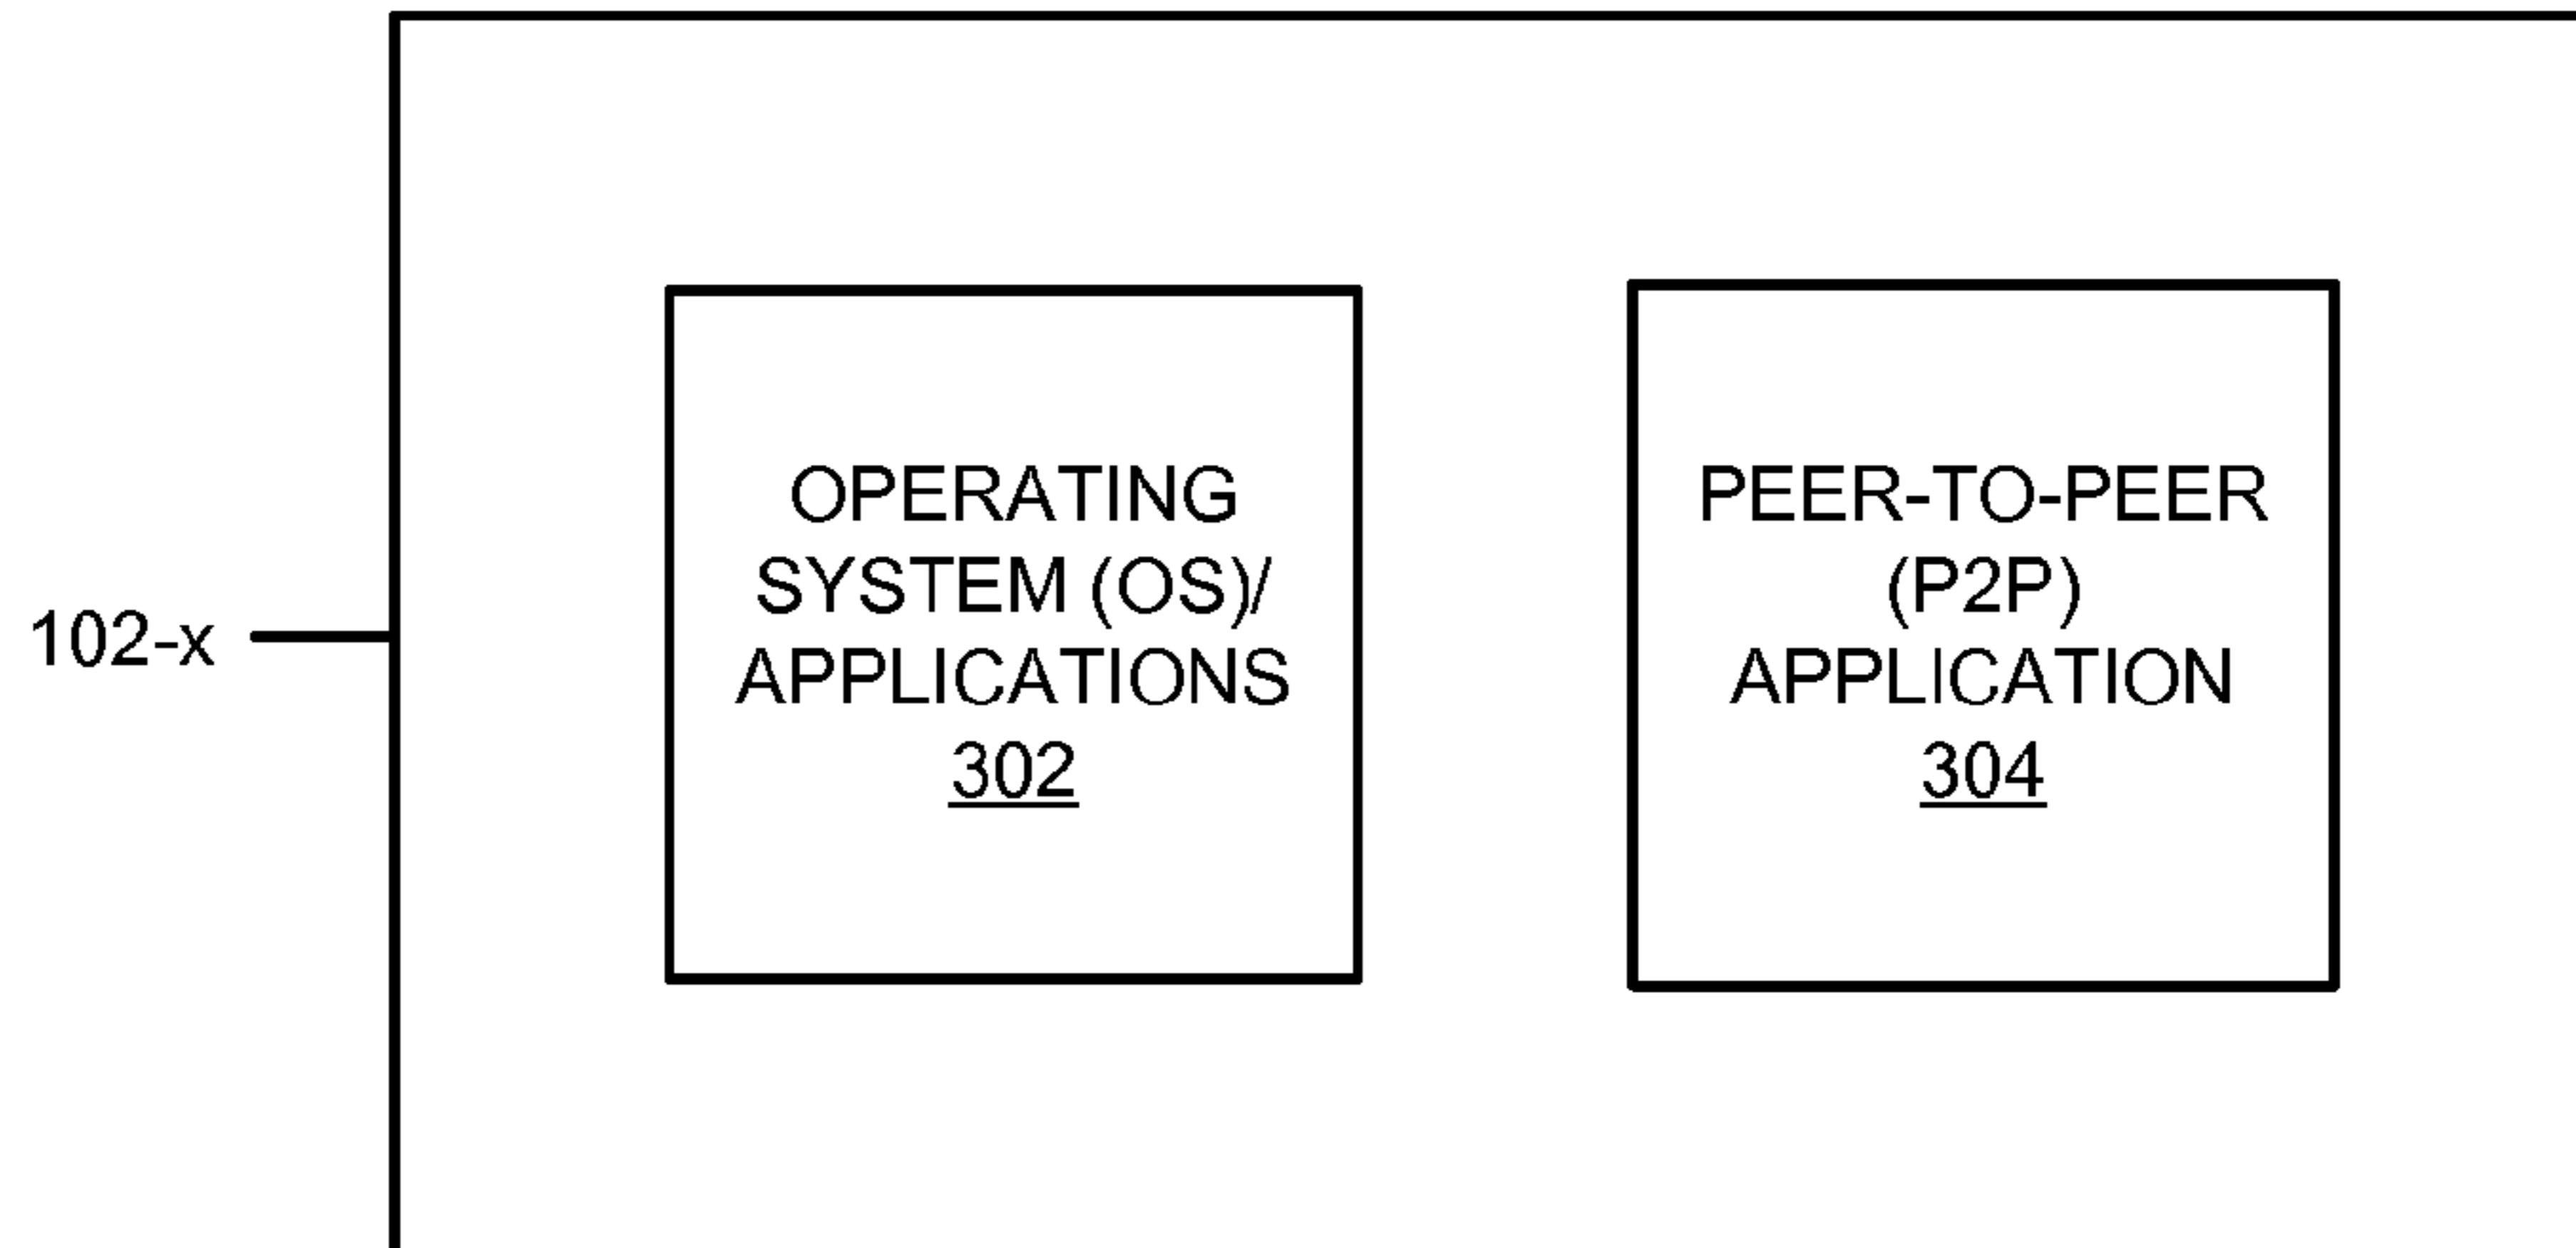 OPERATING
SYSTEM (OS)/
APPLICATIONS
302
PEER-TO-PEER
(P2P)
APPLICATION
304
102-x